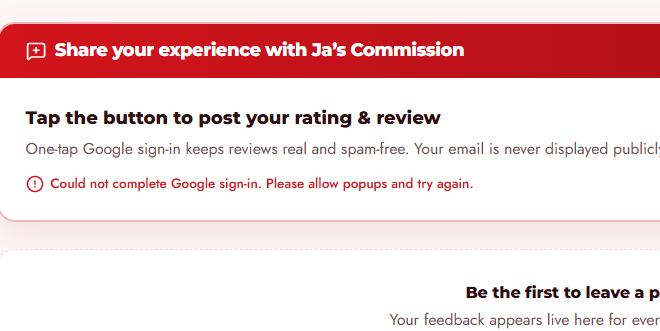 Share your experience with Ja's Commission
Tap the button to post your rating & review
One-tap Google sign-in keeps reviews real and spam-free. Your email is never displayed publicly
Could not complete Google sign-in. Please allow popups and try again.
Be the first to leave a p
Your feedback appears live here for ever